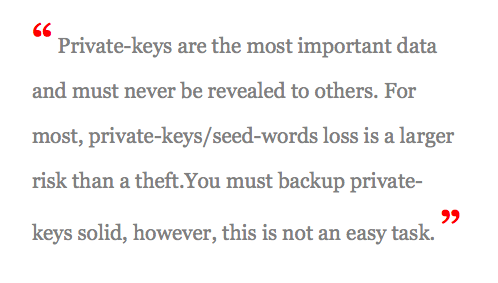 “ Private-keys are the most important data
and must never be revealed to others. For
most, private-keys/seed-words loss is a larger
risk than a theft.You must backup private-
keys solid, however, this is not an easy task. ”